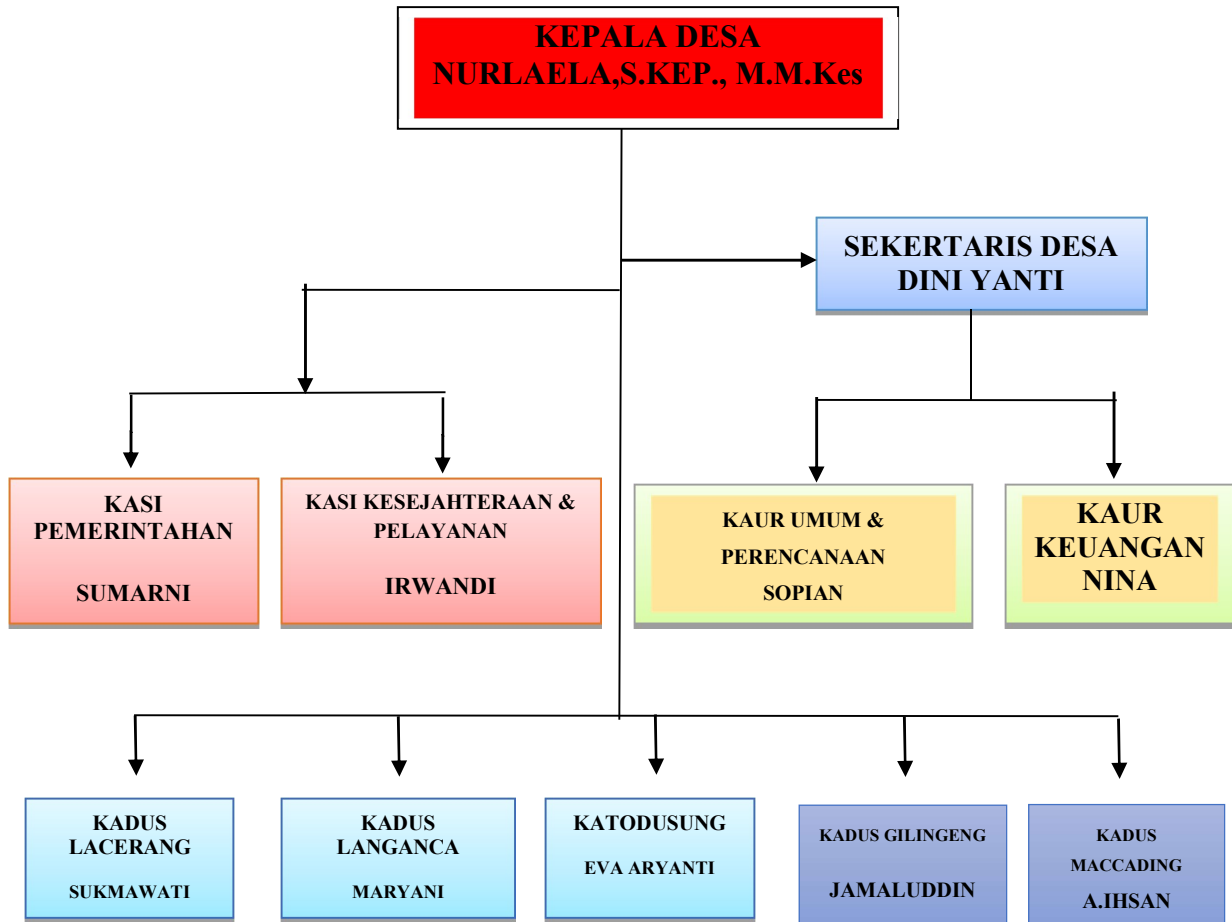 KEPALA DESA
NURLAELA,S.KEP., M.M.Kes
SEKERTARIS DESA
DINI YANTI
KASI
PEMERINTAHAN
SUMARNI
KASI KESEJAHTERAAN &
PELAYANAN
IRWANDI
KAUR UMUM &
PERENCANAAN
SOPIAN
KAUR
KEUANGAN
NINA
KADUS
LACERANG
SUKMAWATI
KADUS
LANGANCA
MARYANI
KATODUSUNG
EVA ARYANTI
KADUS GILINGENG
JAMALUDDIN
KADUS
MACCADING
A.IHSAN